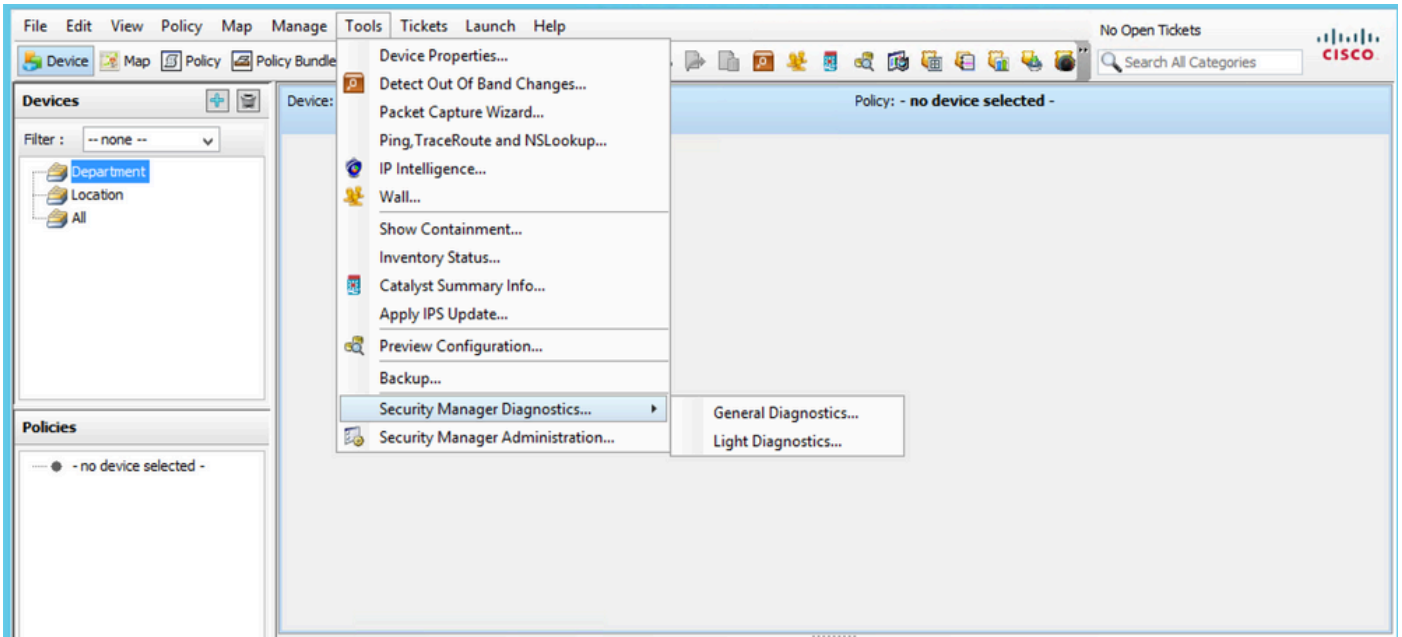 File Edit View Policy Map Manage Tools Tickets Launch Help
No Open Tickets
Device Map Policy Policy Bundle
Search All Categories
CISCO
Devices
Filter : -- none --
Department
Location
All
Device:
Policy: - no device selected -
Device Properties...
Detect Out Of Band Changes...
Packet Capture Wizard...
Ping,TraceRoute and NSLookup...
IP Intelligence...
Wall...
Show Containment...
Inventory Status...
Catalyst Summary Info...
Apply IPS Update...
Preview Configuration...
Backup...
Security Manager Diagnostics...
Security Manager Administration...
General Diagnostics...
Light Diagnostics...
Policies
- no device selected -